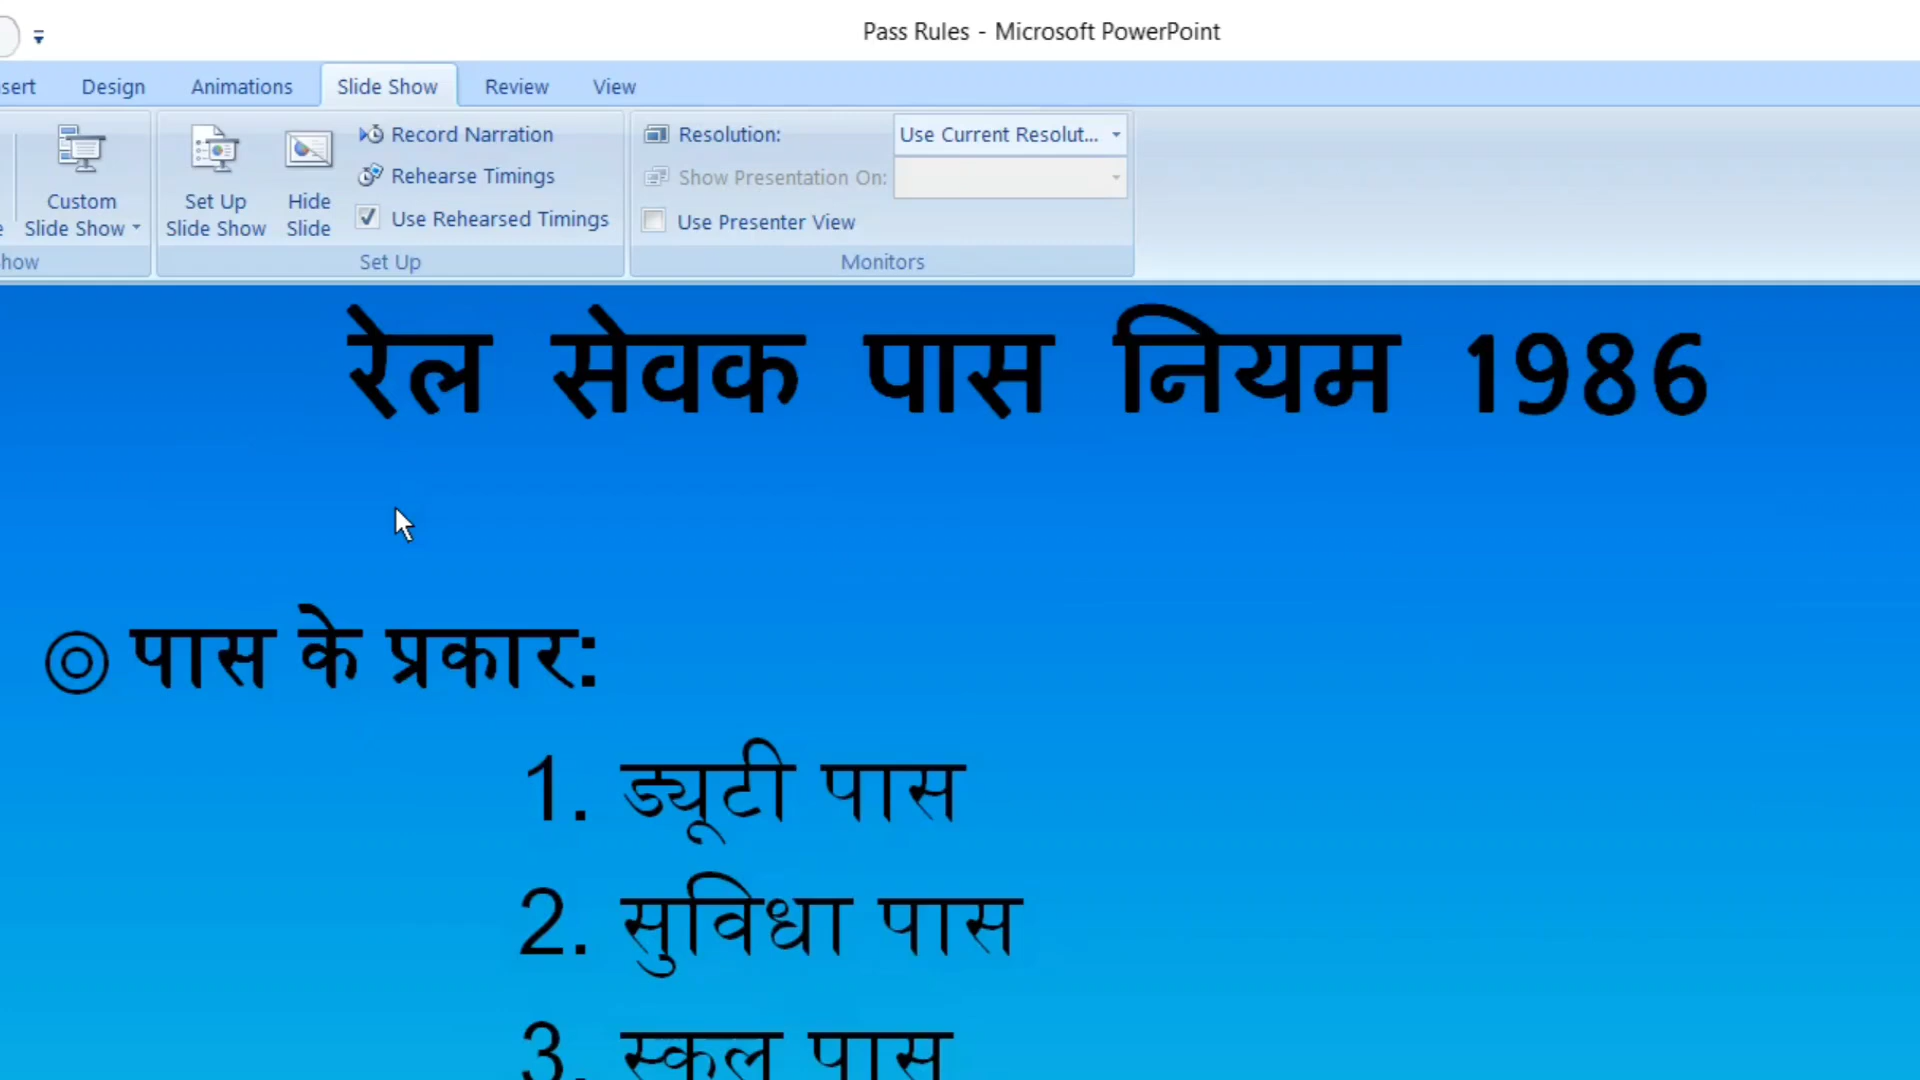 Pass Rules - Microsoft PowerPoint
Design Animations Slide Show Review View
Custom Slide Show
Set Up Slide Show
Hide Slide
Record Narration
Rehearse Timings
Use Rehearsed Timings
Set Up
Resolution: Use Current Resolut...
Show Presentation On:
Use Presenter View
Monitors
रेल सेवक पास नियम 1986
पास के प्रकार:
1. ड्यूटी पास
2. सुविधा पास
3. स्कूल पास